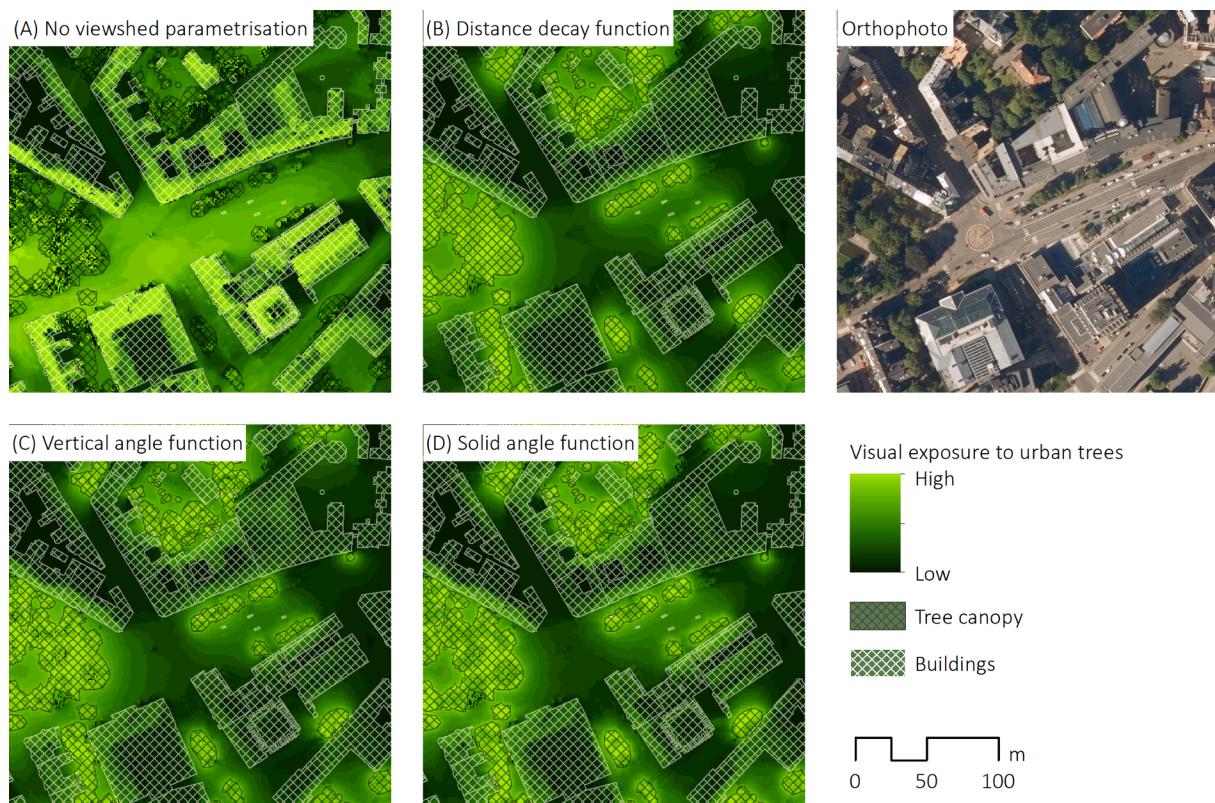 (A) No viewshed parametrisation
(B) Distance decay function
Orthophoto
(C) Vertical angle function
(D) Solid angle function
Visual exposure to urban trees
High
Low
Tree canopy
Buildings
m
0 50 100